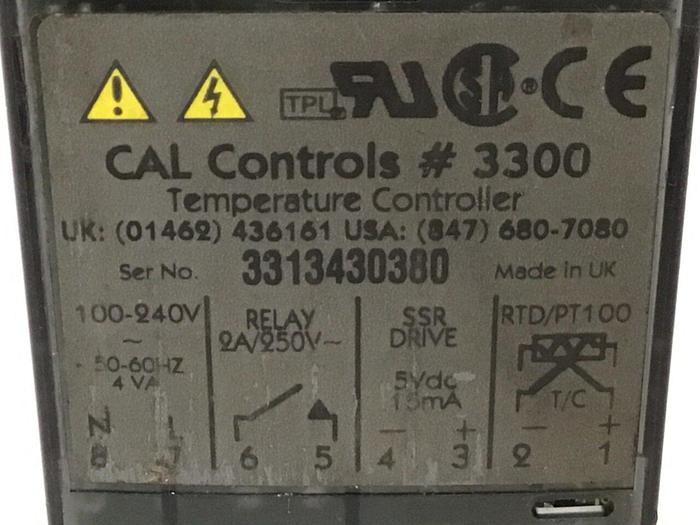 TPL
SA ® CE
CAL Controls # 3300
Temperature Controller
UK: (01462) 436161 USA: (847) 680-7080
Ser No. 3313430380 Made in UK
100-240V
~
50-60HZ
4 VA
N L
8 7
RELAY
2A/250V~
6 5
SSR
DRIVE
5Vdc
15mA
− +
4 3
RTD/PT100
T/C
− +
2 1